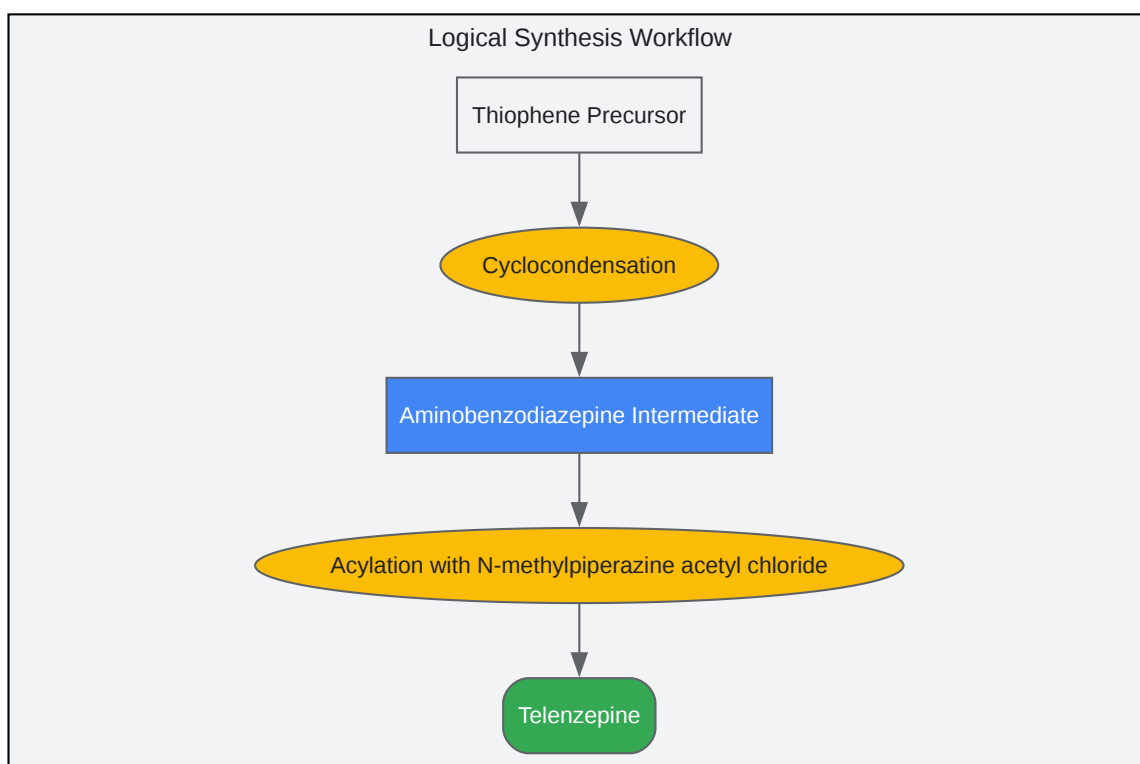 Logical Synthesis Workflow
Thiophene Precursor
Cyclocondensation
Aminobenzodiazepine Intermediate
Acylation with N-methylpiperazine acetyl chloride
Telenzepine